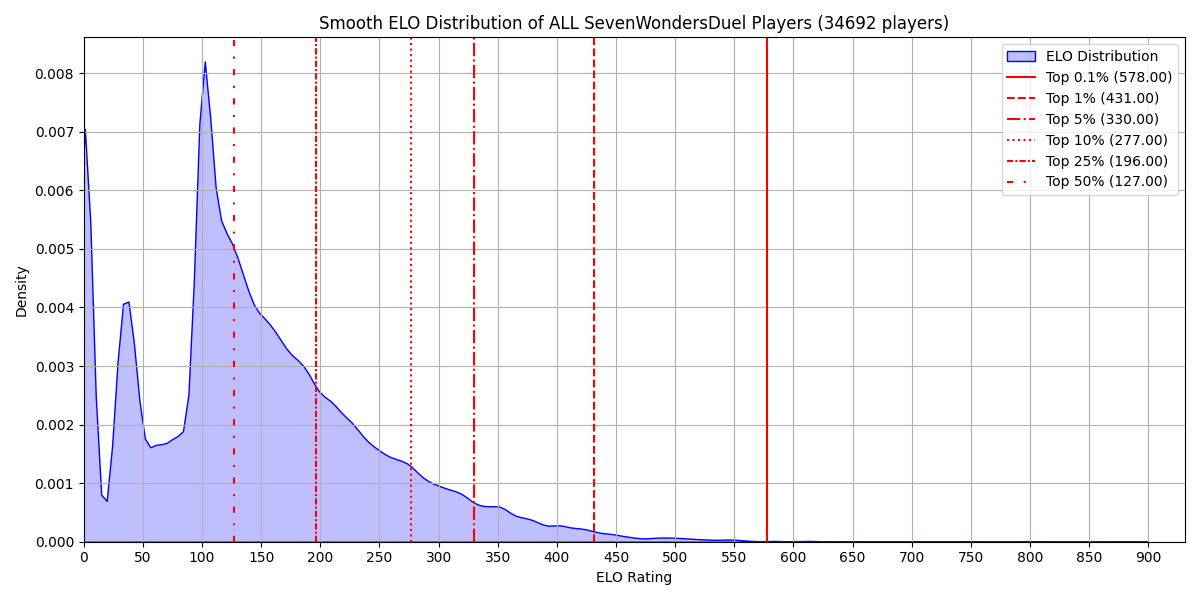 Smooth ELO Distribution of ALL SevenWondersDuel Players (34692 players)
ELO Distribution
Top 0.1% (578.00)
Top 1% (431.00)
Top 5% (330.00)
Top 10% (277.00)
Top 25% (196.00)
Top 50% (127.00)
Density
0.008
0.007
0.006
0.005
0.004
0.003
0.002
0.001
0.000
0 50 100 150 200 250 300 350 400 450 500 550 600 650 700 750 800 850 900
ELO Rating